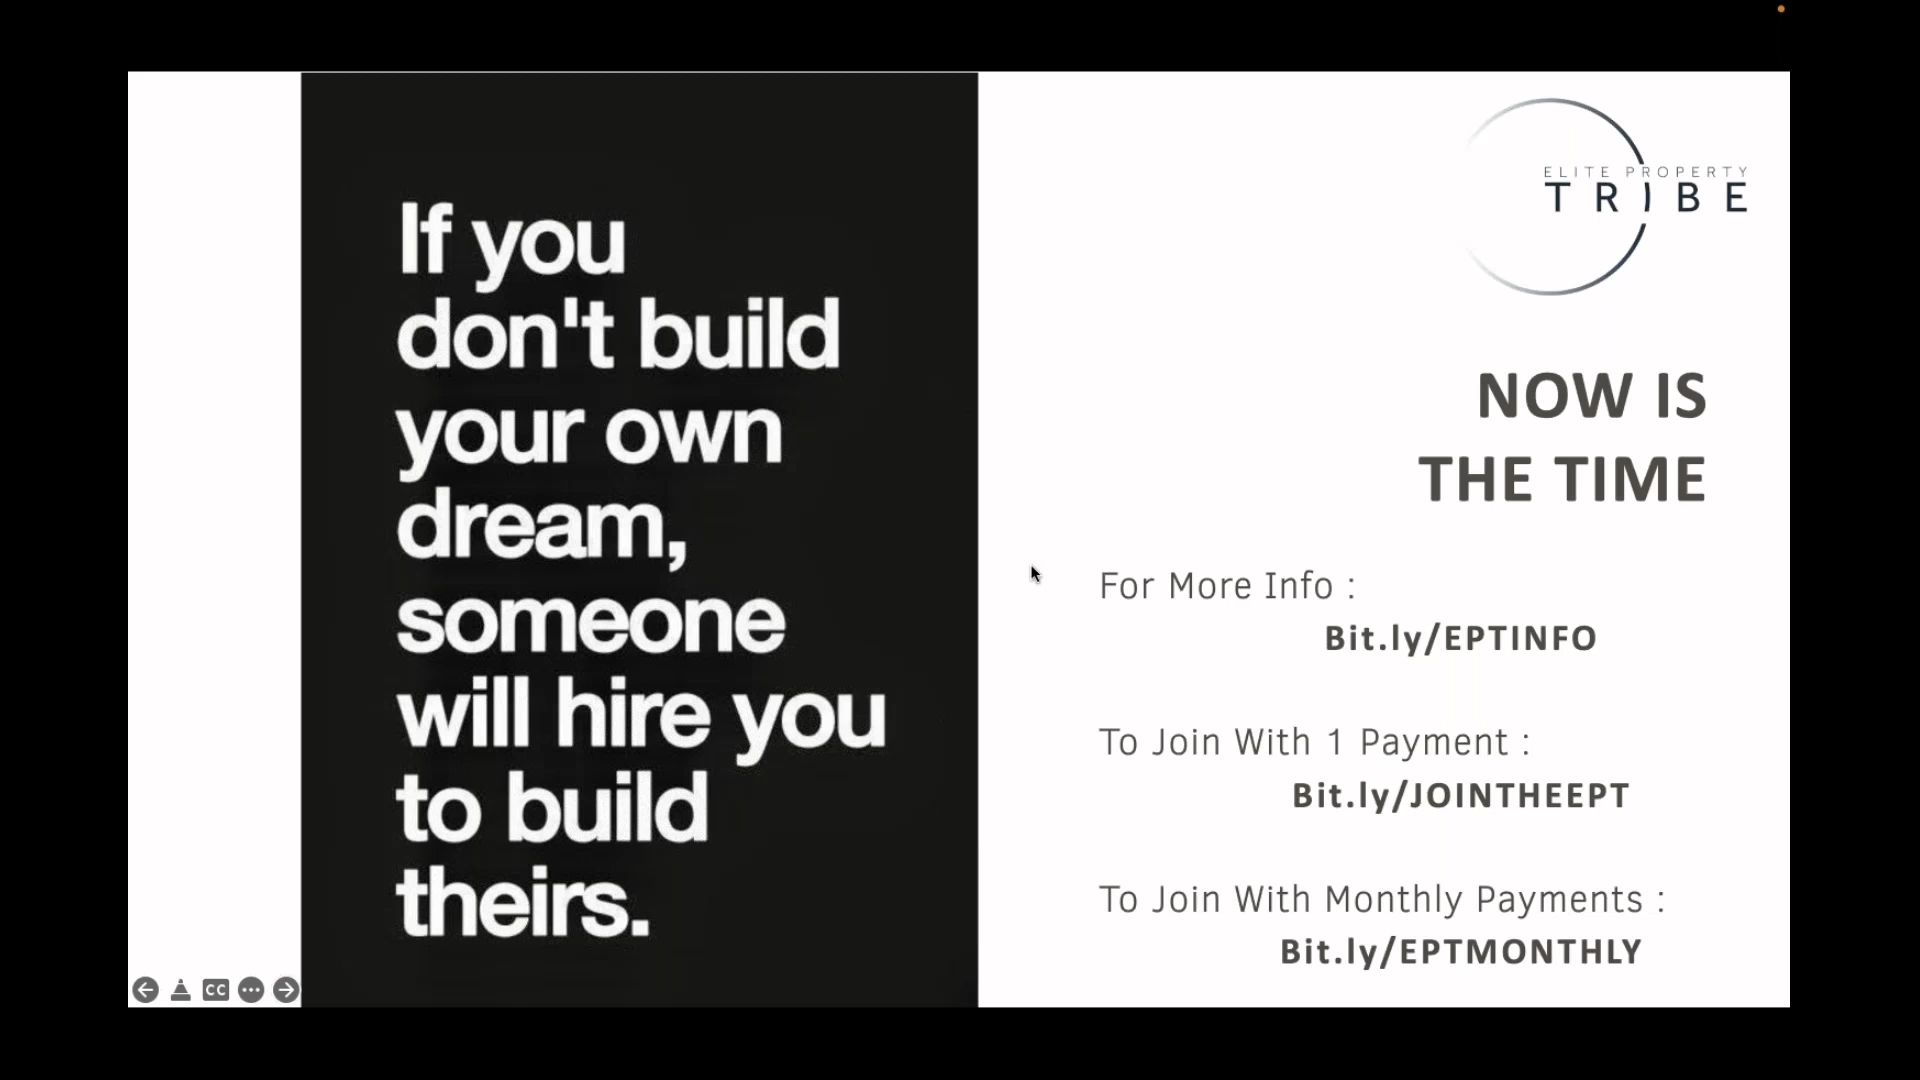 If you
don't build
your own
dream,
someone
will hire you
to build
theirs.
ELITE PROPERTY
TRIBE
NOW IS
THE TIME
For More Info :
Bit.ly/EPTINFO
To Join With 1 Payment :
Bit.ly/JOINTHEEPT
To Join With Monthly Payments :
Bit.ly/EPTMONTHLY
CC